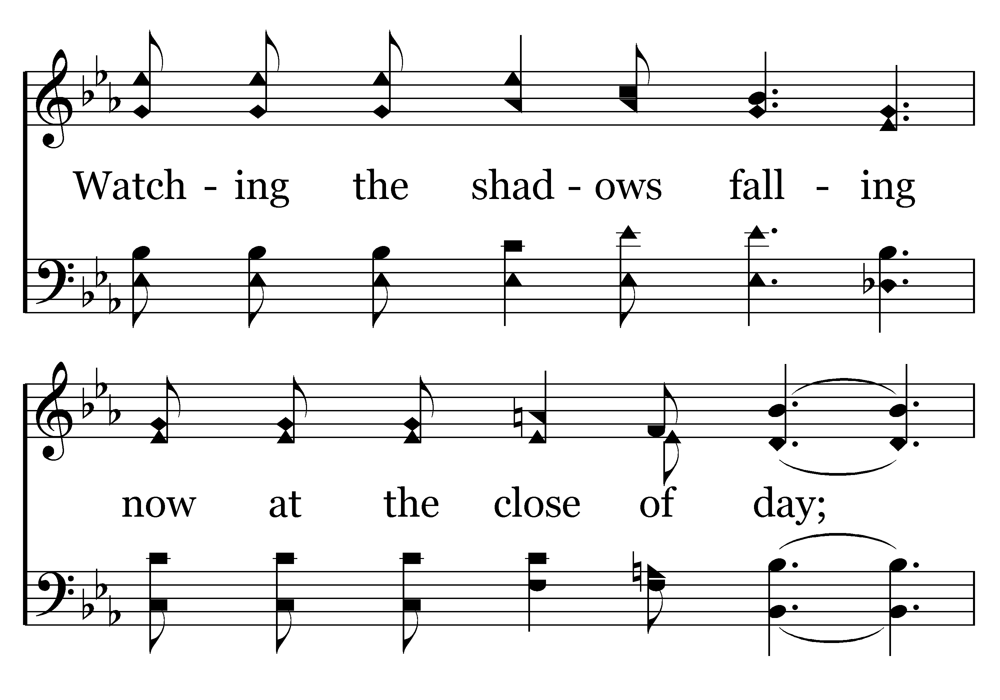 Watch - ing the shad - ows fall - ing
now at the close of day;